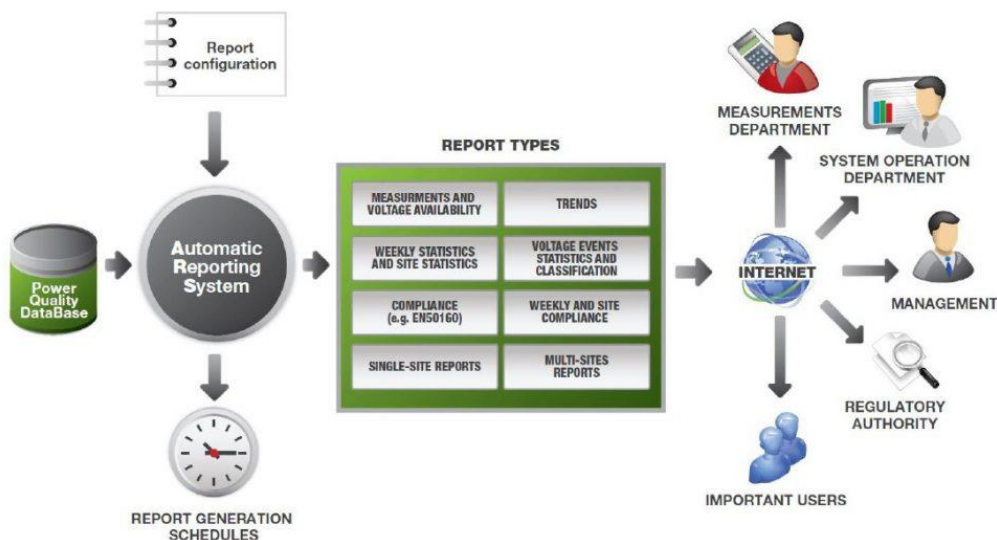 Report
configuration
Power
Quality
DataBase
Automatic
Reporting
System
REPORT GENERATION
SCHEDULES
REPORT TYPES
MEASURMENTS AND
VOLTAGE AVAILABILITY
TRENDS
WEEKLY STATISTICS
AND SITE STATISTICS
VOLTAGE EVENTS
STATISTICS AND
CLASSIFICATION
COMPLIANCE
(e.g. EN50160)
WEEKLY AND SITE
COMPLIANCE
SINGLE-SITE REPORTS
MULTI-SITES
REPORTS
INTERNET
MEASUREMENTS
DEPARTMENT
SYSTEM OPERATION
DEPARTMENT
MANAGEMENT
REGULATORY
AUTHORITY
IMPORTANT USERS